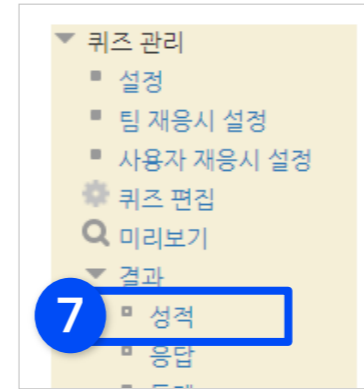 퀴즈 관리
설정
팀 재응시 설정
사용자 재응시 설정
퀴즈 편집
미리보기
결과
7 성적
응답